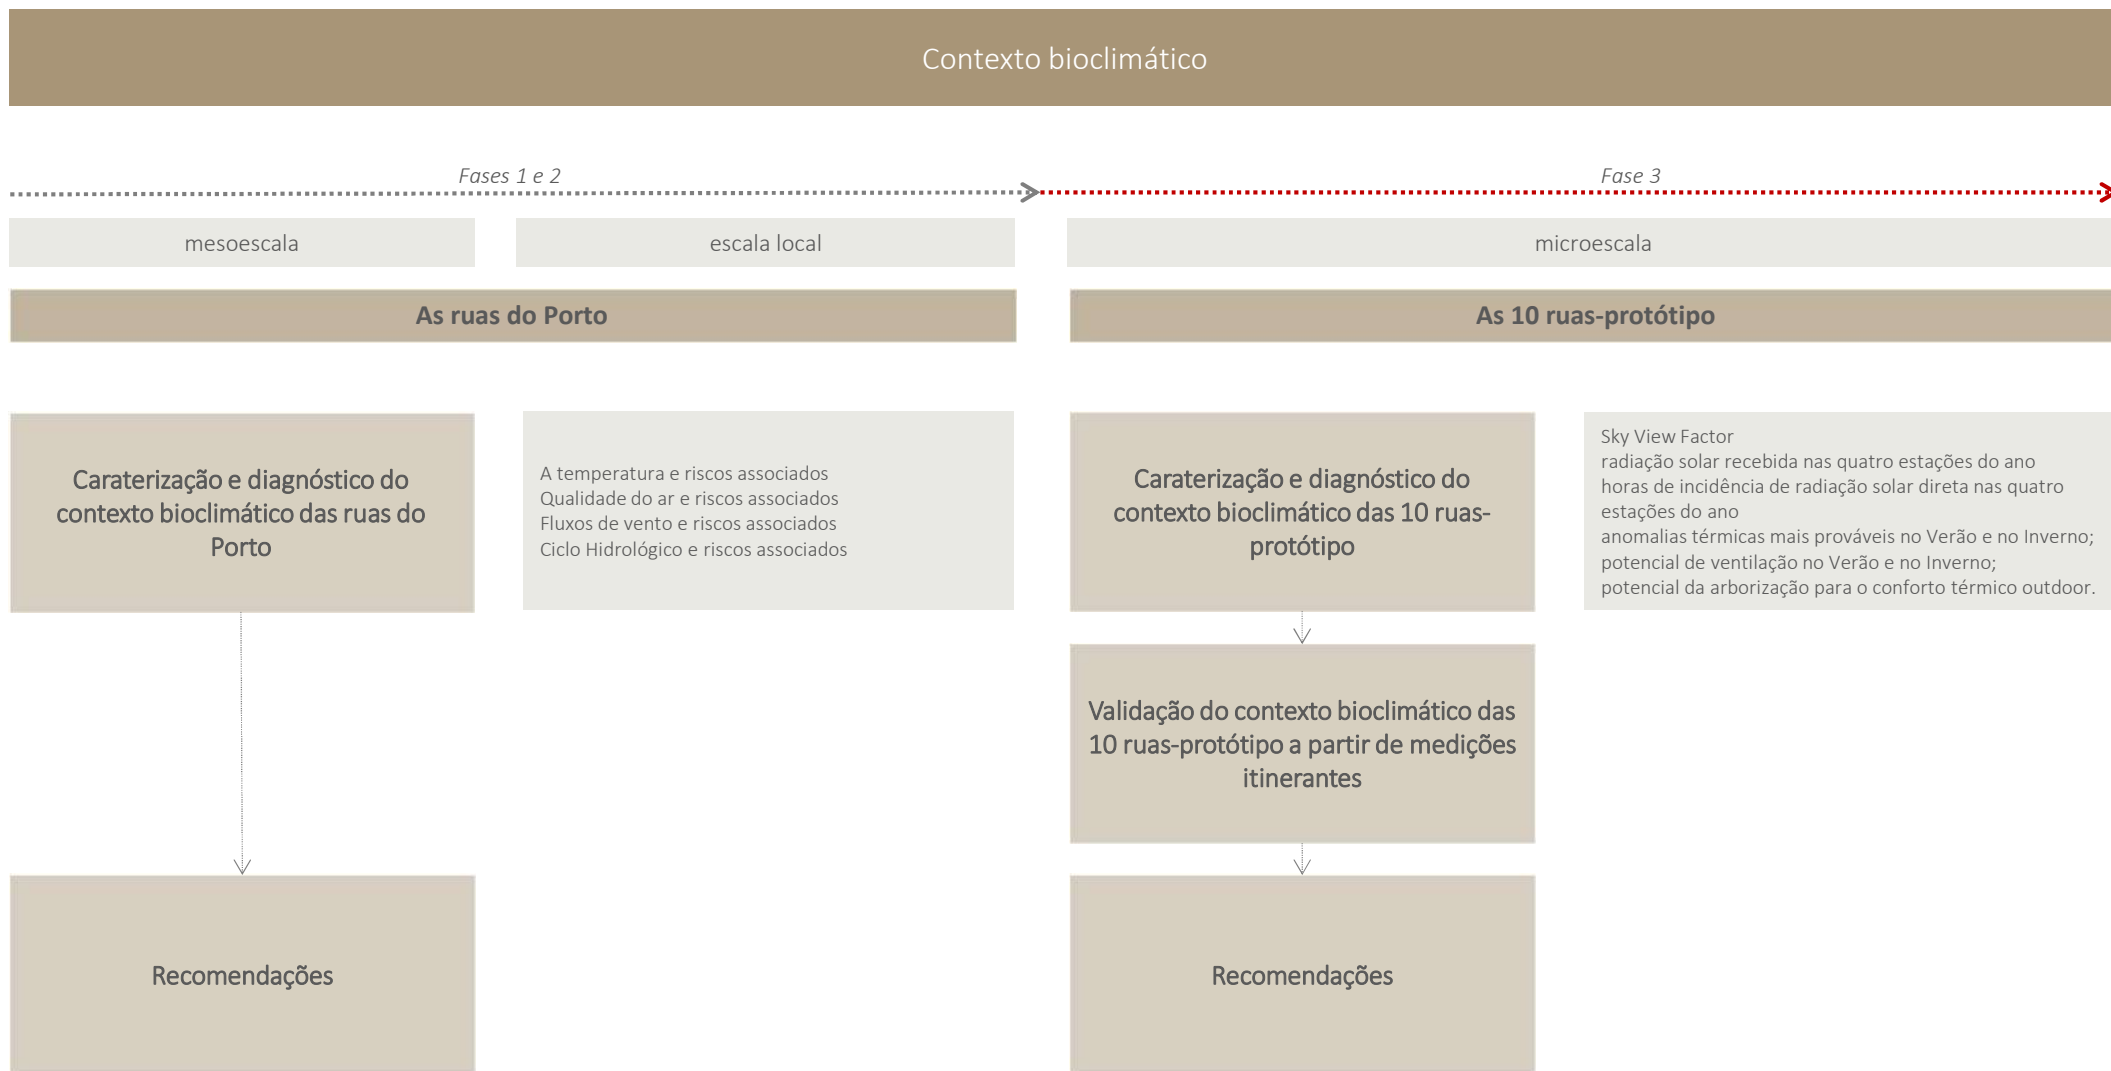 Contexto bioclimático
Fases 1 e 2
Fase 3
mesoescala
escala local
microescala
As ruas do Porto
As 10 ruas-protótipo
Caraterização e diagnóstico do
contexto bioclimático das ruas do
Porto
A temperatura e riscos associados
Qualidade do ar e riscos associados
Fluxos de vento e riscos associados
Ciclo Hidrológico e riscos associados
Caraterização e diagnóstico do
contexto bioclimático das 10 ruas-
protótipo
Sky View Factor
radiação solar recebida nas quatro estações do ano
horas de incidência de radiação solar direta nas quatro
estações do ano
anomalias térmicas mais prováveis no Verão e no Inverno;
potencial de ventilação no Verão e no Inverno;
potencial da arborização para o conforto térmico outdoor.
Validação do contexto bioclimático das
10 ruas-protótipo a partir de medições
itinerantes
Recomendações
Recomendações